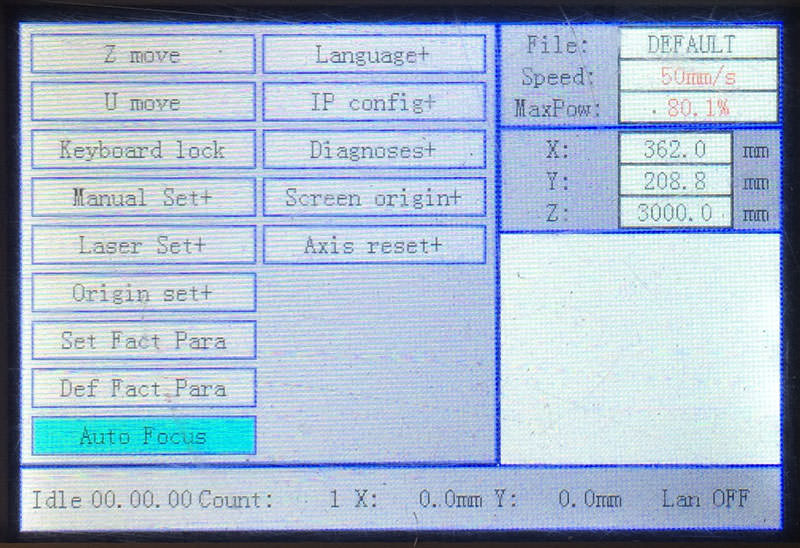 Z move
U move
Keyboard lock
Manual Set+
Laser Set+
Origin set+
Set Fact Para
Def Fact Para
Auto Focus
Language+
IP config+
Diagnoses+
Screen origin+
Axis reset+
File: DEFAULT
Speed: 50mm/s
MaxPow: 80.1%
X: 362.0 mm
Y: 208.8 mm
Z: 3000.0 mm
Idle 00.00.00 Count: 1 X: 0.0mm Y: 0.0mm Lan OFF